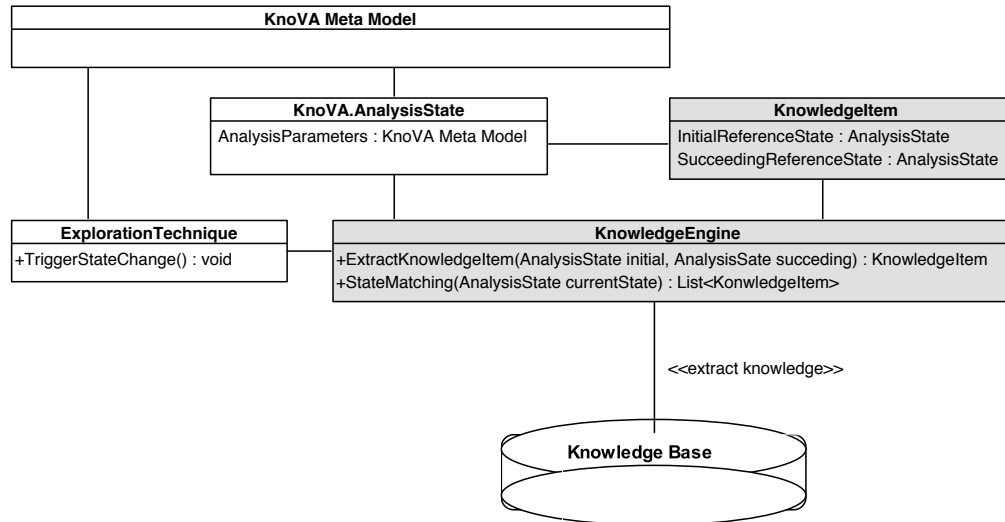 KnoVA Meta Model
KnoVA.AnalysisState
AnalysisParameters : KnoVA Meta Model
KnowledgeItem
InitialReferenceState : AnalysisState
SucceedingReferenceState : AnalysisState
ExplorationTechnique
+TriggerStateChange() : void
KnowledgeEngine
+ExtractKnowledgeItem(AnalysisState initial, AnalysisSate succeding) : KnowledgeItem
+StateMatching(AnalysisState currentState) : List<KonwledgeItem>
<<extract knowledge>>
Knowledge Base